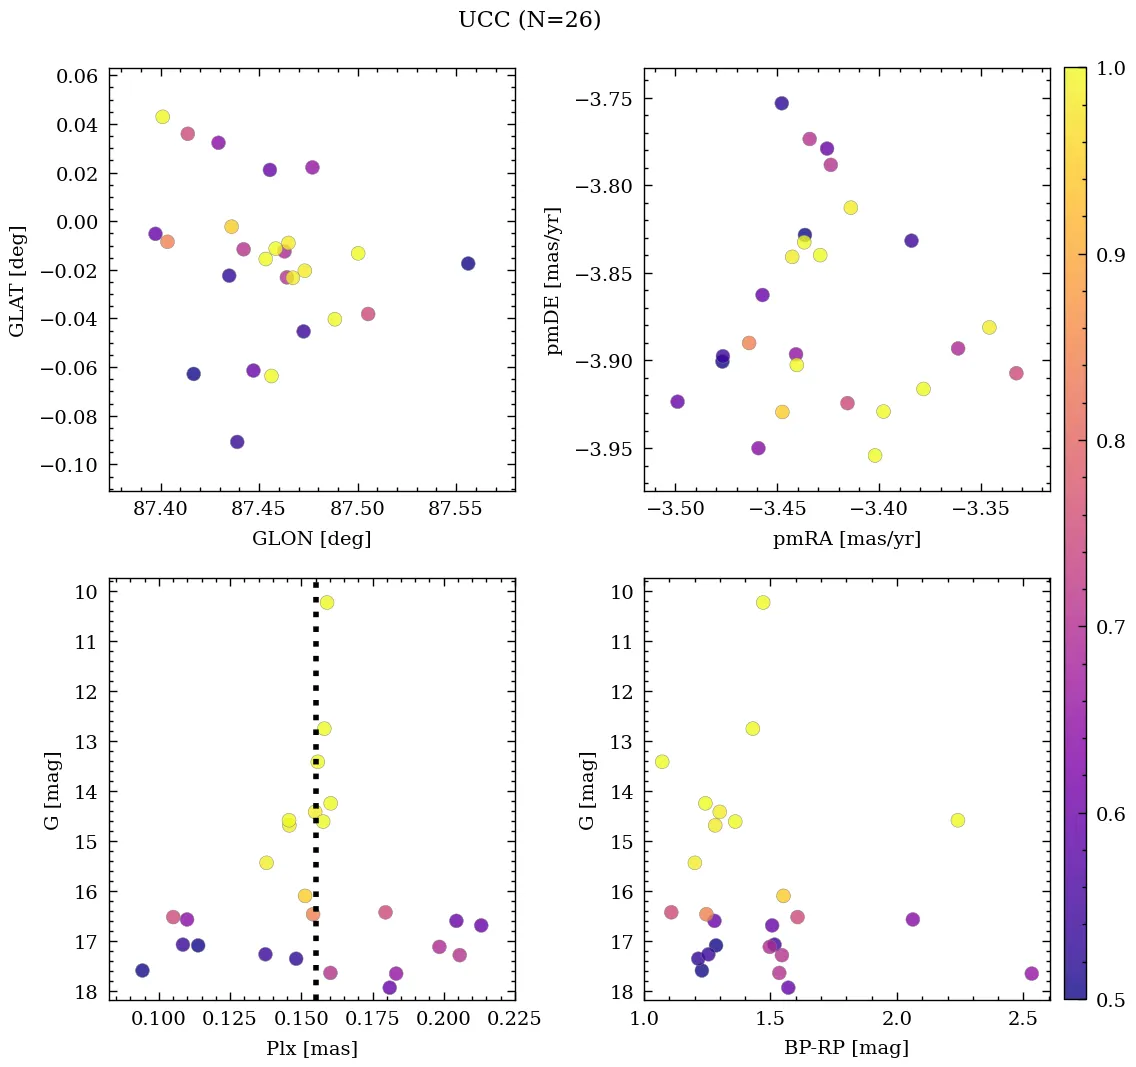 UCC (N=26)
0.06
0.04
0.02
0.00
−0.02
−0.04
−0.06
−0.08
−0.10
GLAT [deg]
87.40 87.45 87.50 87.55
GLON [deg]
−3.75
−3.80
−3.85
−3.90
−3.95
pmDE [mas/yr]
−3.50 −3.45 −3.40 −3.35
pmRA [mas/yr]
10
11
12
13
14
15
16
17
18
G [mag]
0.100 0.125 0.150 0.175 0.200 0.225
Plx [mas]
10
11
12
13
14
15
16
17
18
G [mag]
1.0 1.5 2.0 2.5
BP-RP [mag]
1.0
0.9
0.8
0.7
0.6
0.5